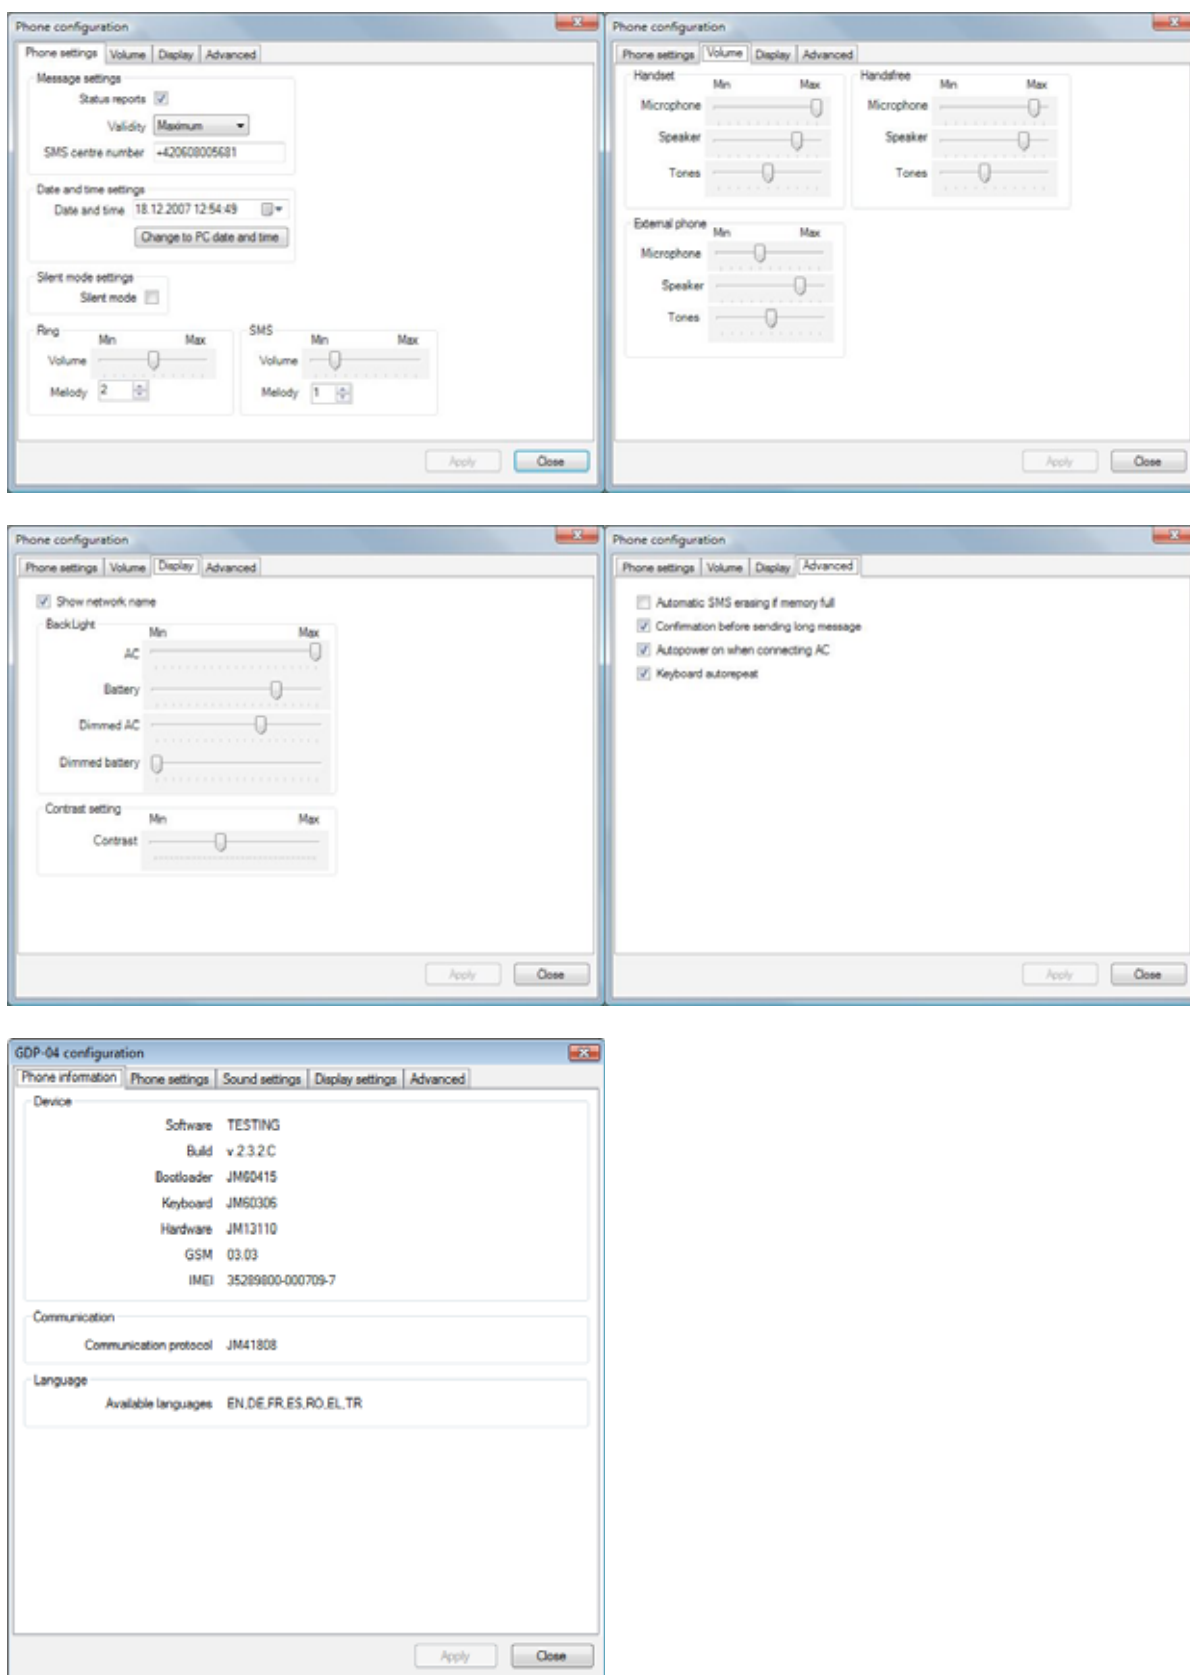 Phone configuration
Phone settings Volume Display Advanced
Message settings
Status reports
Validity Maximum
SMS centre number +420608005681
Date and time settings
Date and time 18.12.2007 12:54:49
Change to PC date and time
Silent mode settings
Silent mode
Ring
Min Max
Volume
Melody 2
SMS
Min Max
Volume
Melody 1
Apply Close
Phone configuration
Phone settings Volume Display Advanced
Handset
Min Max
Microphone
Speaker
Tones
Handsfree
Min Max
Microphone
Speaker
Tones
External phone
Min Max
Microphone
Speaker
Tones
Apply Close
Phone configuration
Phone settings Volume Display Advanced
Show network name
BackLight
Min Max
AC
Battery
Dimmed AC
Dimmed battery
Contrast setting
Min Max
Contrast
Apply Close
Phone configuration
Phone settings Volume Display Advanced
Automatic SMS erasing if memory full
Confirmation before sending long message
Autopower on when connecting AC
Keyboard autorepeat
Apply Close
GDP-04 configuration
Phone information Phone settings Sound settings Display settings Advanced
Device
Software TESTING
Build v.2.3.2.C
Bootloader JM60415
Keyboard JM60306
Hardware JM13110
GSM 03.03
IMEI 35289800-000709-7
Communication
Communication protocol JM41808
Language
Available languages EN,DE,FR,ES,RO,EL,TR
Apply Close